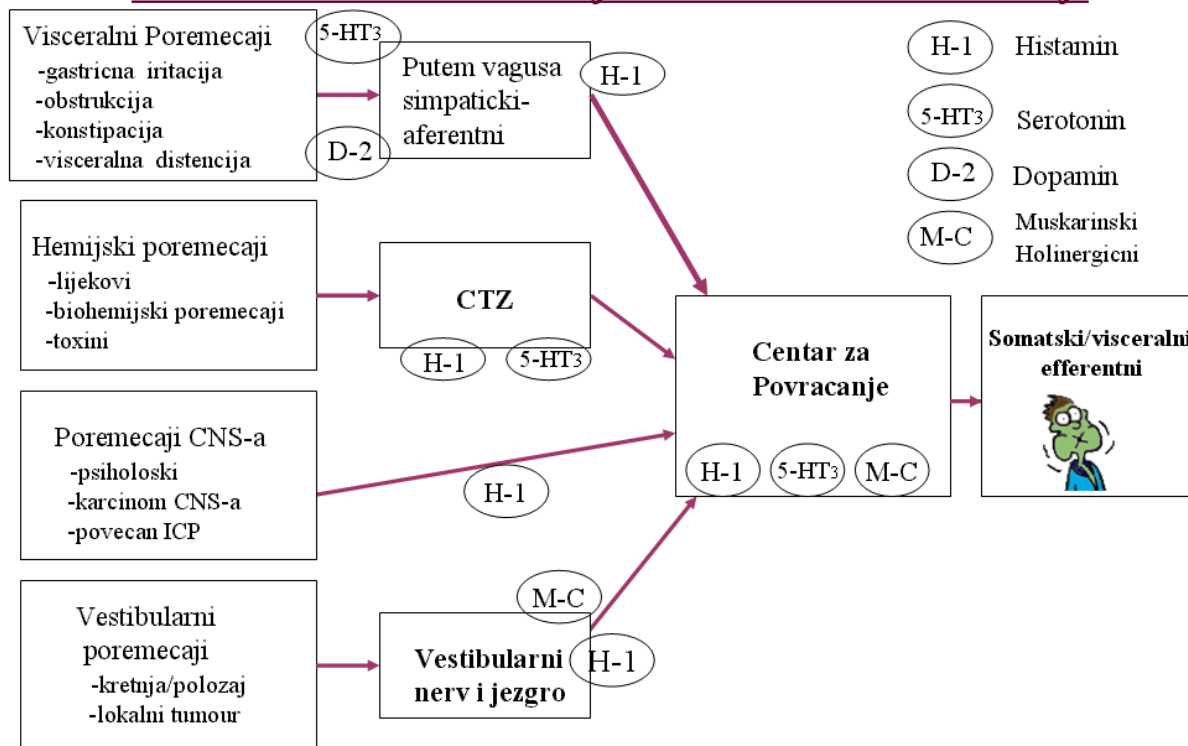 Visceralni Poremecaji
-gastricna iritacija
-obstrukcija
-konstipacija
-visceralna distencija
5-HT3
D-2
Putem vagusa
simpaticki-
aferentni
H-1
H-1 Histamin
5-HT3 Serotonin
D-2 Dopamin
M-C Muskarinski
Holinergicni
Hemijski poremecaji
-lijekovi
-biohemijski poremecaji
-toxini
CTZ
H-1
5-HT3
Poremecaji CNS-a
-psiholoski
-karcinom CNS-a
-povecan ICP
H-1
Vestibularni
poremecaji
-kretnja/polozaj
-lokalni tumour
M-C
H-1
Vestibularni
nerv i jezgro
Centar za
Povracanje
H-1
5-HT3
M-C
Somatski/visceralni
efferentni